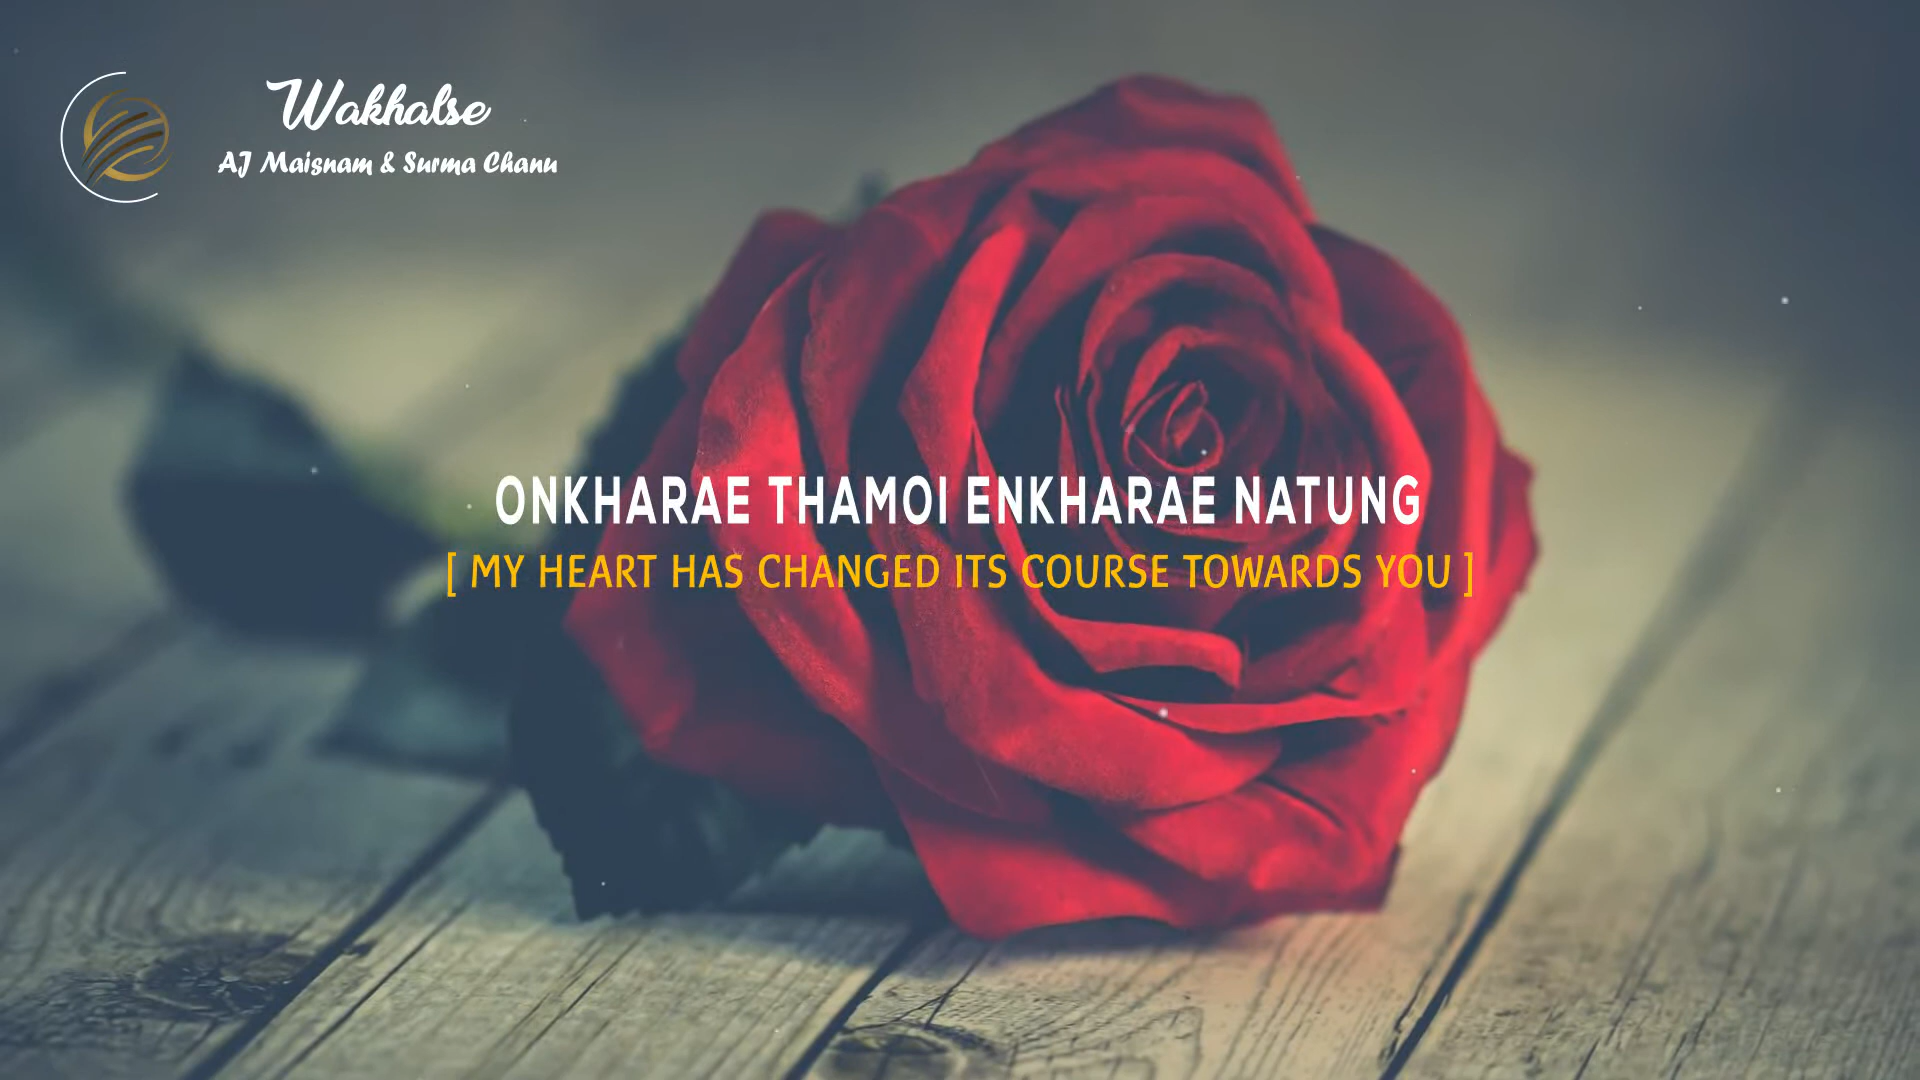 Wakhalse
AJ Maisnam & Surma Chanu
ONKHARAE THAMOI ENKHARAE NATUNG
[ MY HEART HAS CHANGED ITS COURSE TOWARDS YOU ]